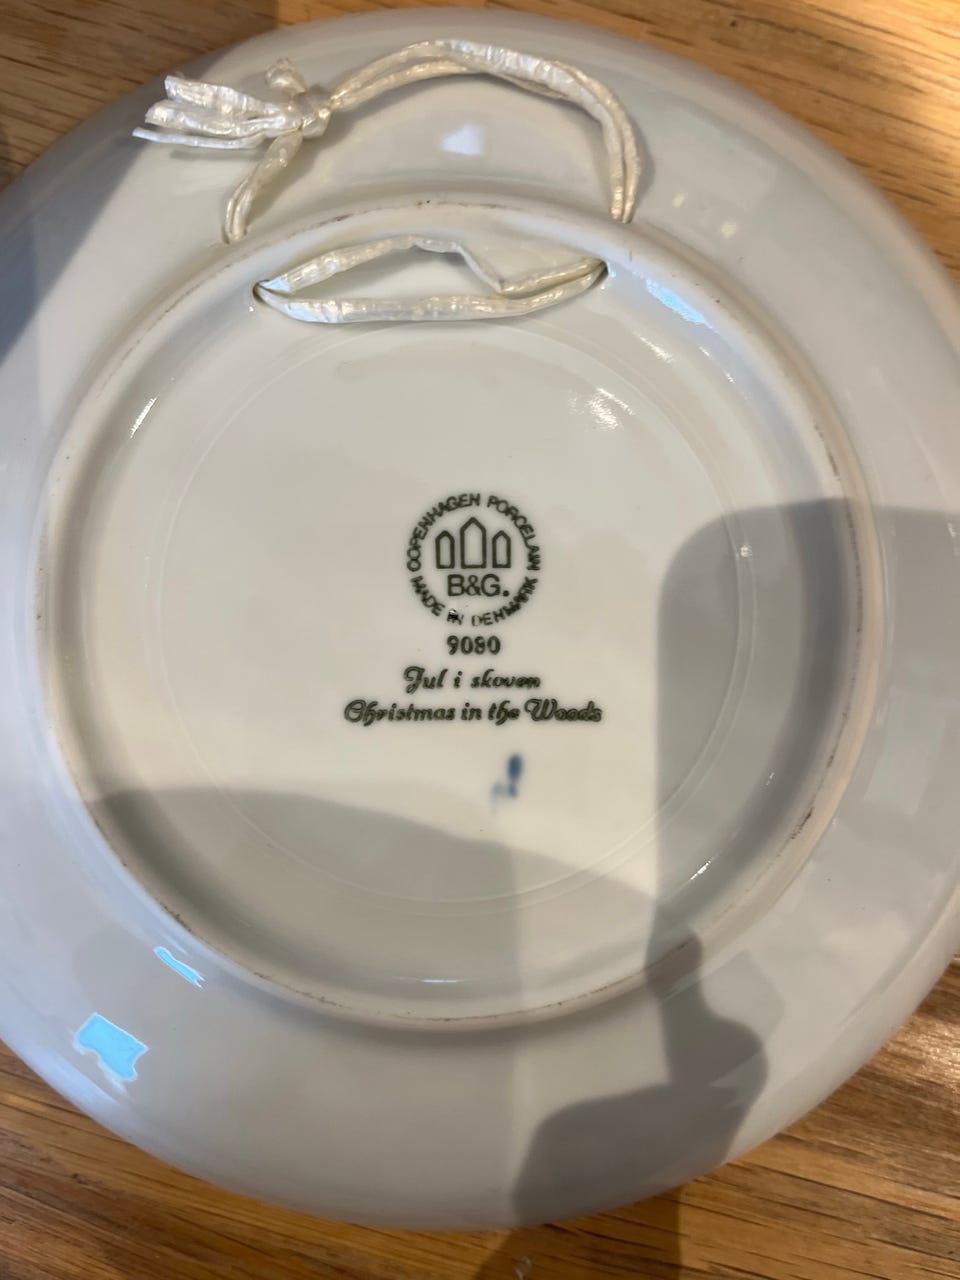 COPENHAGEN PORCELAIN
B&G.
MADE IN DENMARK
9080
Jul i skoven
Christmas in the Woods